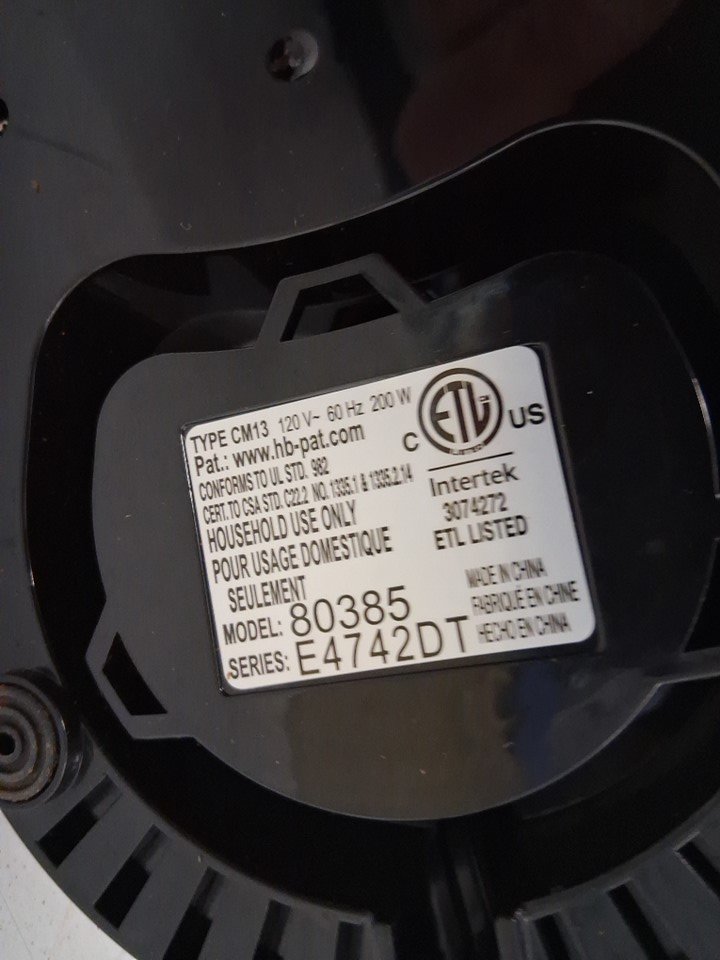 TYPE CM13 120 V~ 60 Hz 200 W
Pat.: www.hb-pat.com
CONFORMS TO UL STD. 982
CERT. TO CSA STD. C22.2 NO. 1335.1 & 1335.2.14
HOUSEHOLD USE ONLY
POUR USAGE DOMESTIQUE
SEULEMENT
MODEL: 80385
SERIES: E4742DT
C ETL US
Intertek
3074272
ETL LISTED
MADE IN CHINA
FABRIQUÉ EN CHINE
HECHO EN CHINA